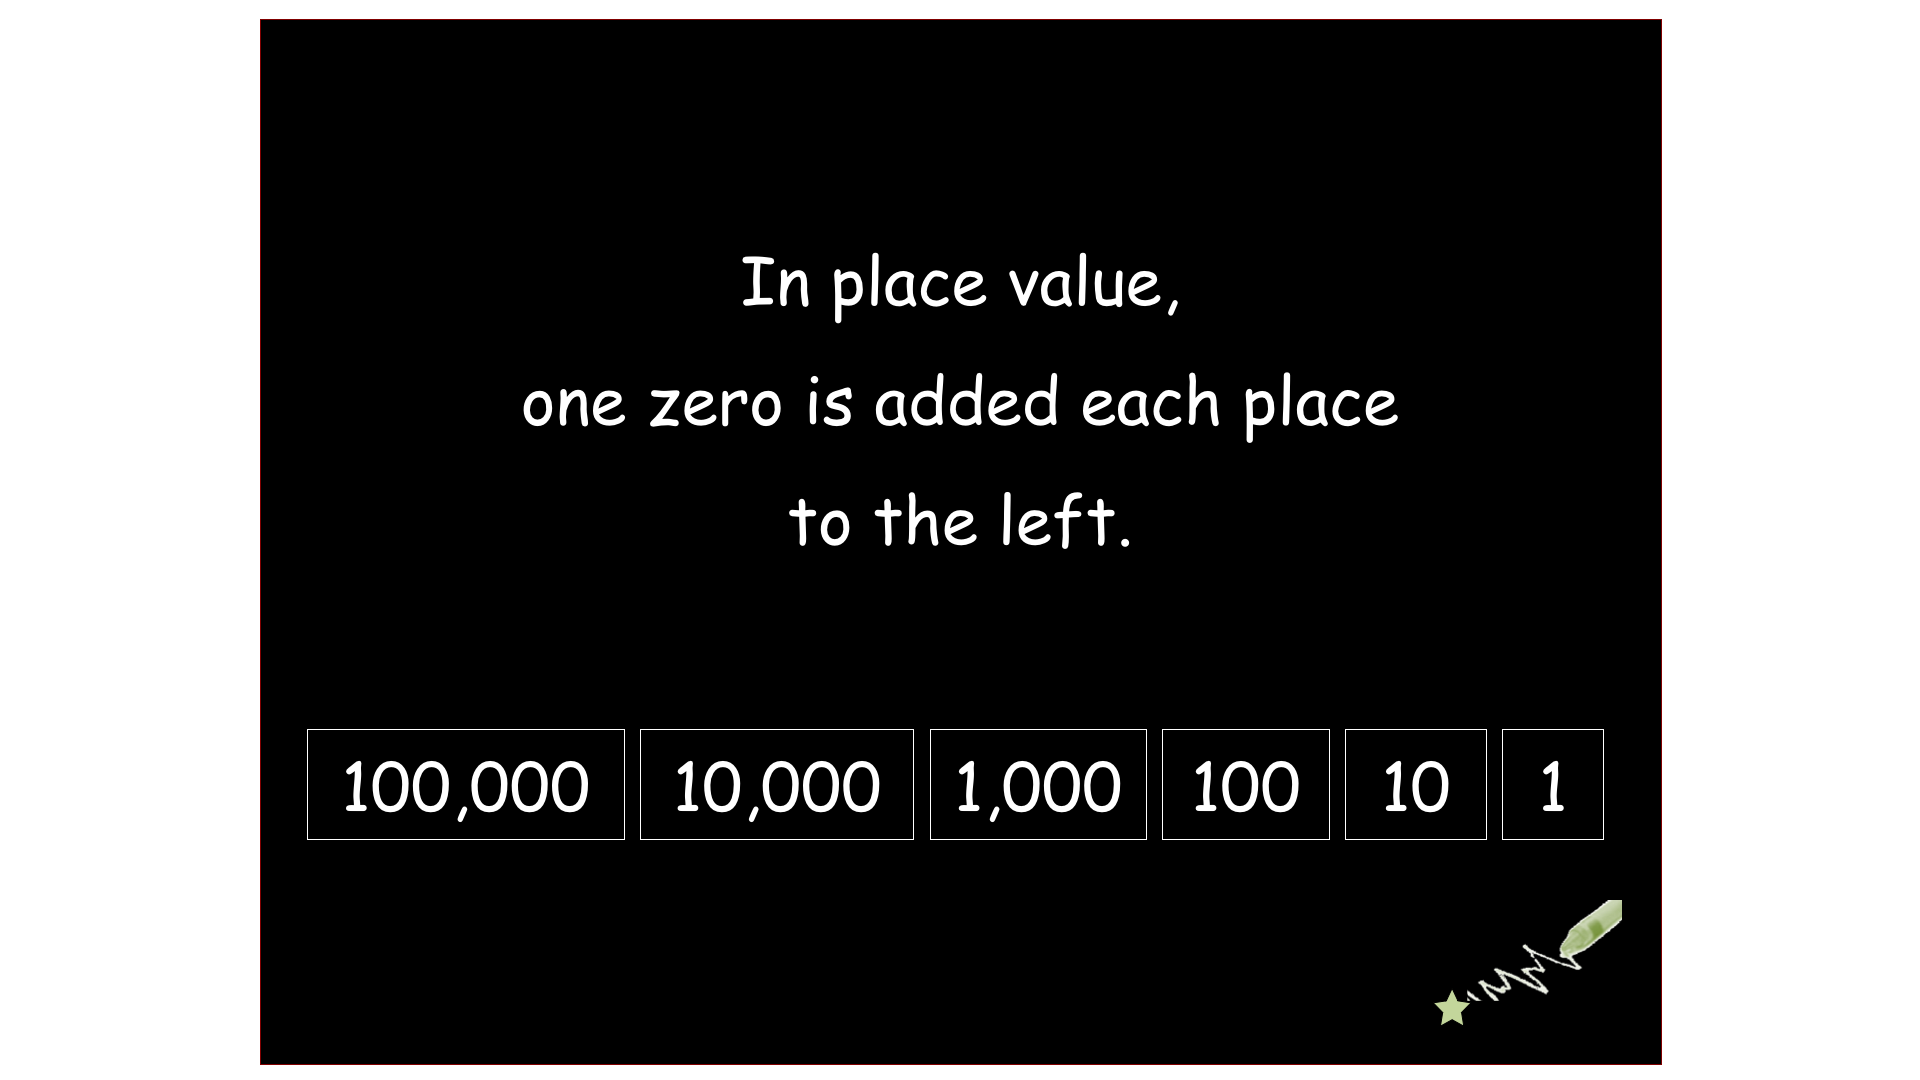 In place value,
one zero is added each place
to the left.
100,000 10,000 1,000 100 10 1